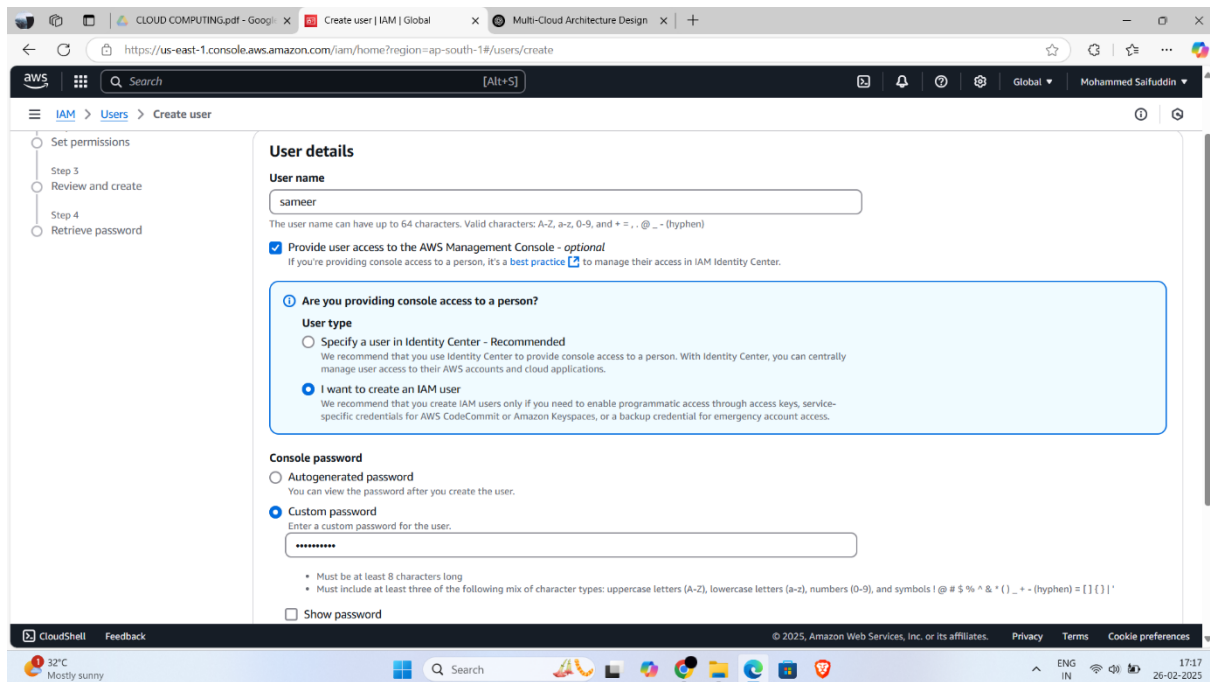 CLOUD COMPUTING.pdf - Googl
Create user | IAM | Global
Multi-Cloud Architecture Design
https://us-east-1.console.aws.amazon.com/iam/home?region=ap-south-1#/users/create
aws
Search [Alt+S]
Global
Mohammed Saifuddin
IAM > Users > Create user
Set permissions
Step 3
Review and create
Step 4
Retrieve password
User details
User name
sameer
The user name can have up to 64 characters. Valid characters: A-Z, a-z, 0-9, and + = , . @ _ - (hyphen)
Provide user access to the AWS Management Console - optional
If you're providing console access to a person, it's a best practice to manage their access in IAM Identity Center.
Are you providing console access to a person?
User type
Specify a user in Identity Center - Recommended
We recommend that you use Identity Center to provide console access to a person. With Identity Center, you can centrally
manage user access to their AWS accounts and cloud applications.
I want to create an IAM user
We recommend that you create IAM users only if you need to enable programmatic access through access keys, service-
specific credentials for AWS CodeCommit or Amazon Keyspaces, or a backup credential for emergency account access.
Console password
Autogenerated password
You can view the password after you create the user.
Custom password
Enter a custom password for the user.
••••••••••
• Must be at least 8 characters long
• Must include at least three of the following mix of character types: uppercase letters (A-Z), lowercase letters (a-z), numbers (0-9), and symbols ! @ # $ % ^ & * ( ) _ + - (hyphen) = [ ] { } | '
Show password
CloudShell Feedback
© 2025, Amazon Web Services, Inc. or its affiliates. Privacy Terms Cookie preferences
1
32°C
Mostly sunny
Search
ENG
IN
17:17
26-02-2025